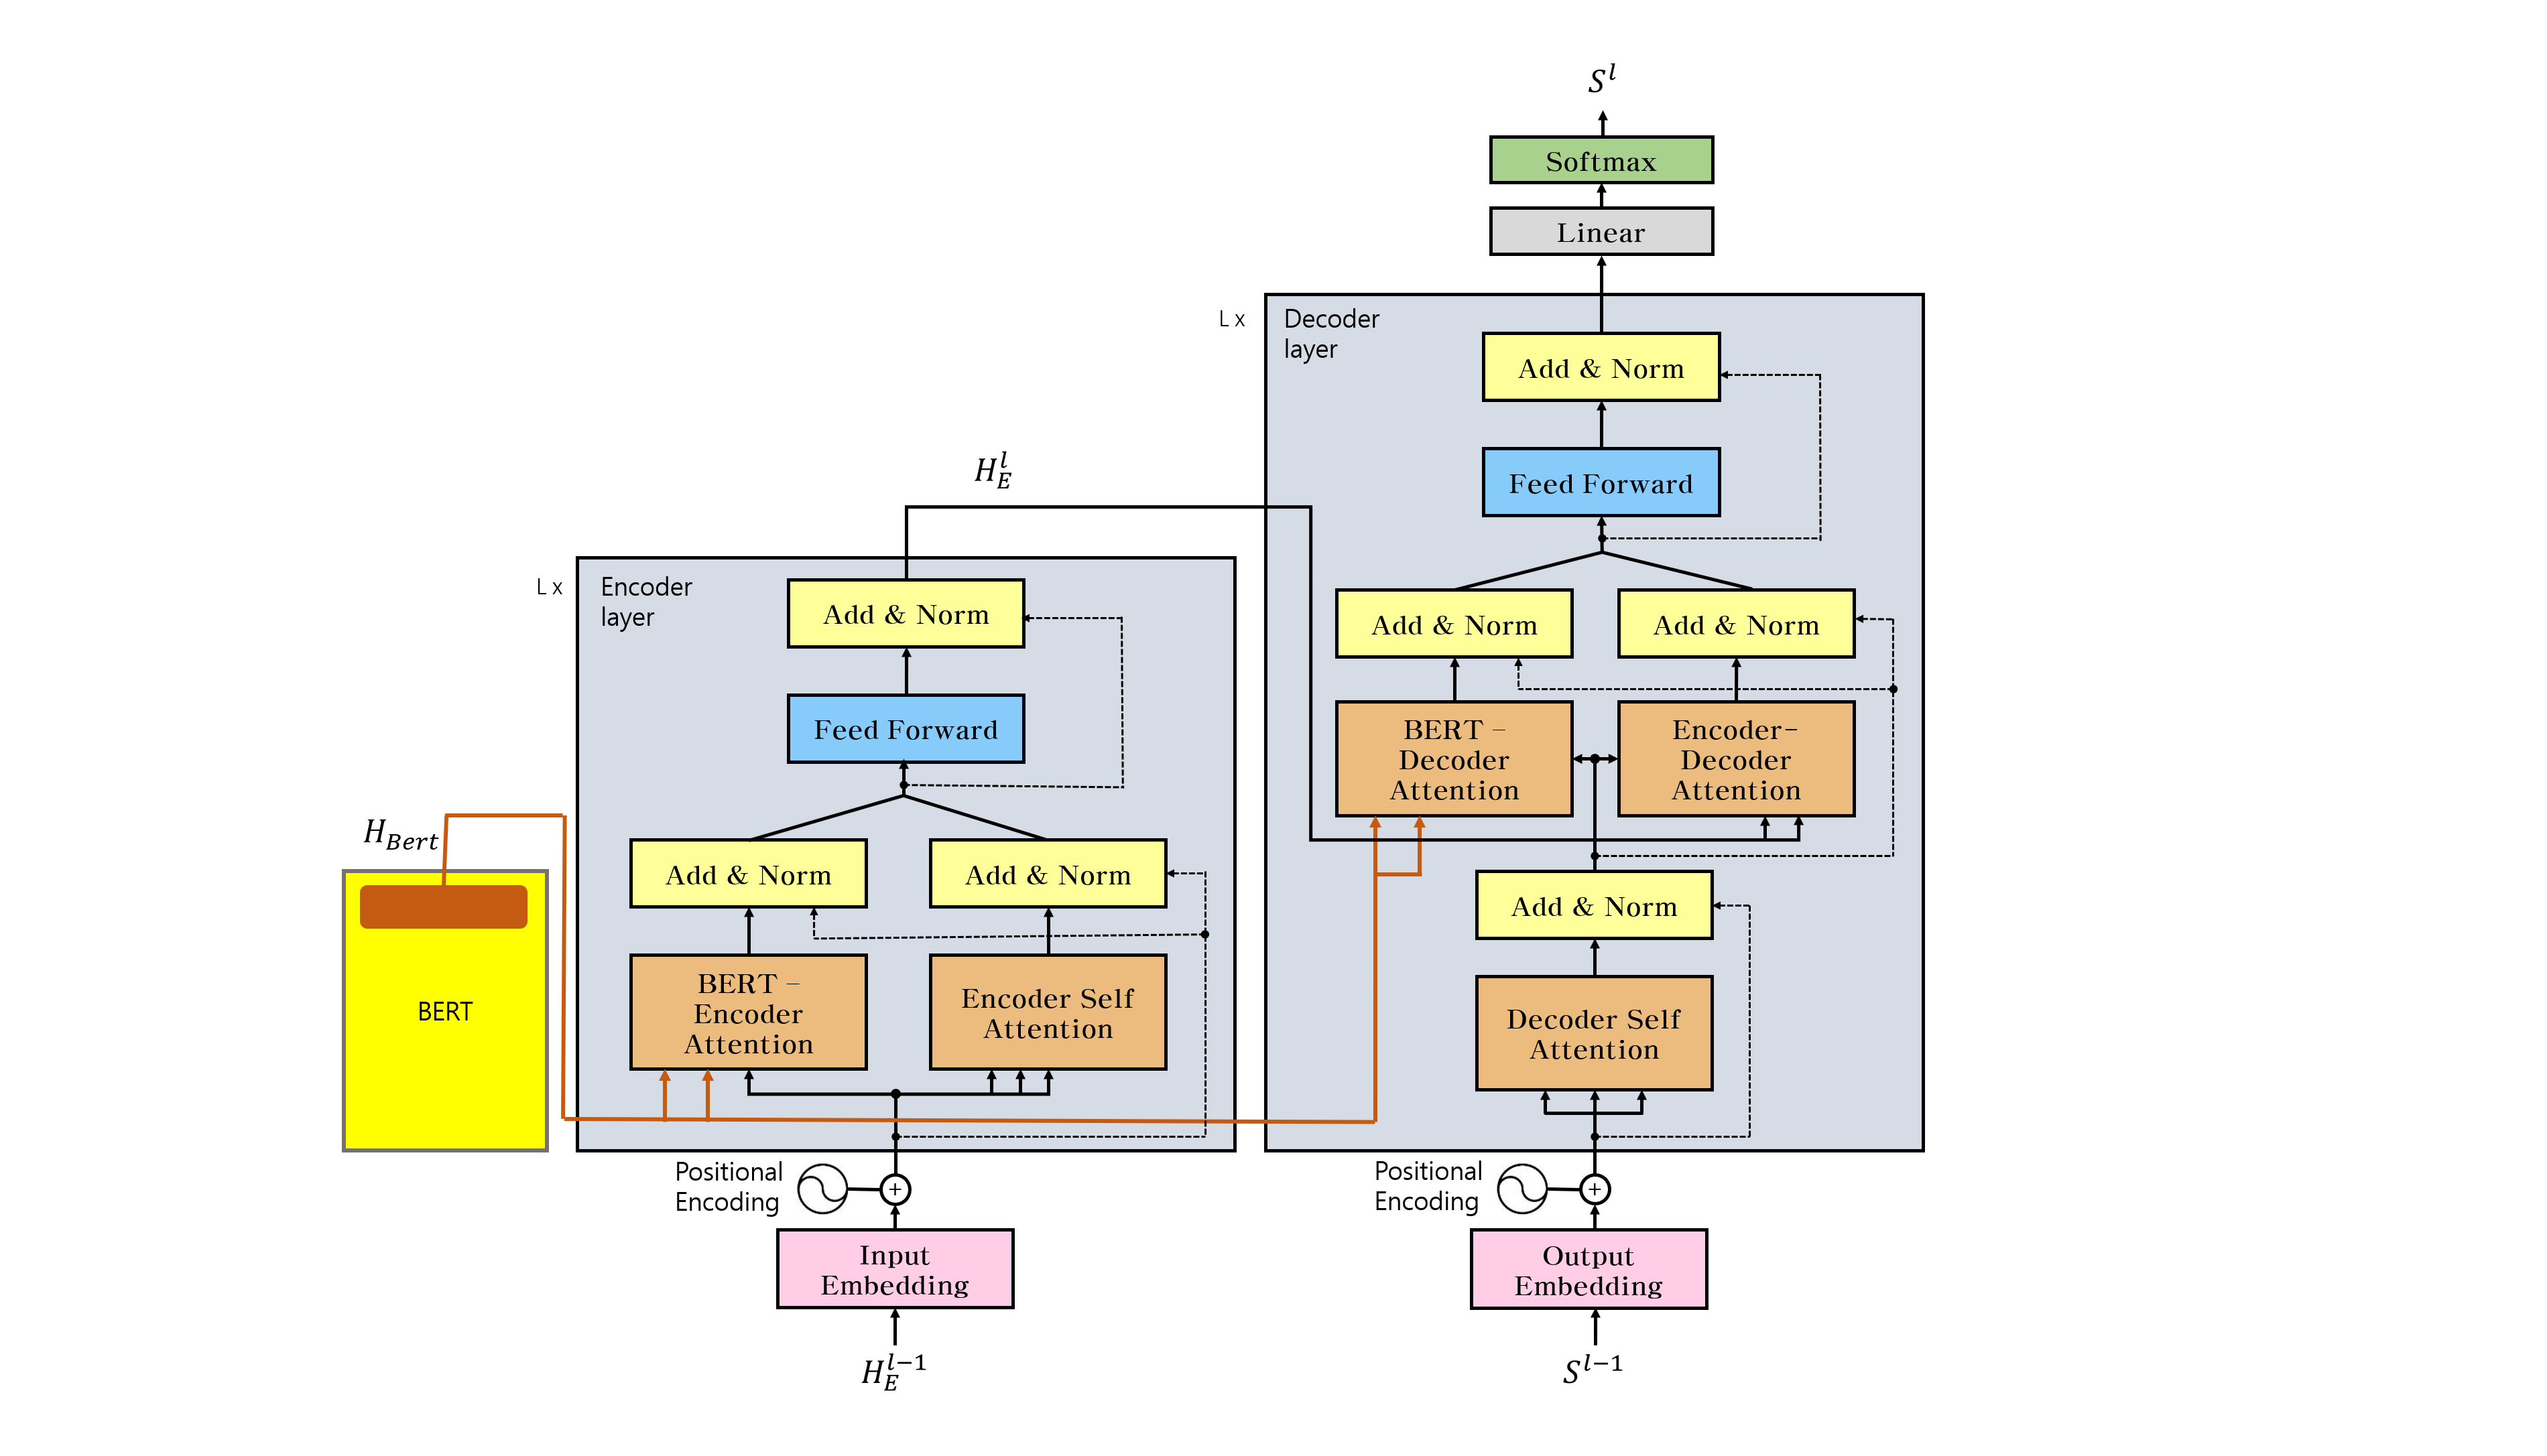 S^l
Softmax
Linear
L x
Decoder
layer
Add & Norm
Feed Forward
Add & Norm
Add & Norm
BERT –
Decoder
Attention
Encoder-
Decoder
Attention
Add & Norm
Decoder Self
Attention
Positional
Encoding
+
Output
Embedding
S^{l-1}
H_E^l
L x
Encoder
layer
Add & Norm
Feed Forward
Add & Norm
Add & Norm
BERT –
Encoder
Attention
Encoder Self
Attention
Positional
Encoding
+
Input
Embedding
H_E^{l-1}
H_{Bert}
BERT